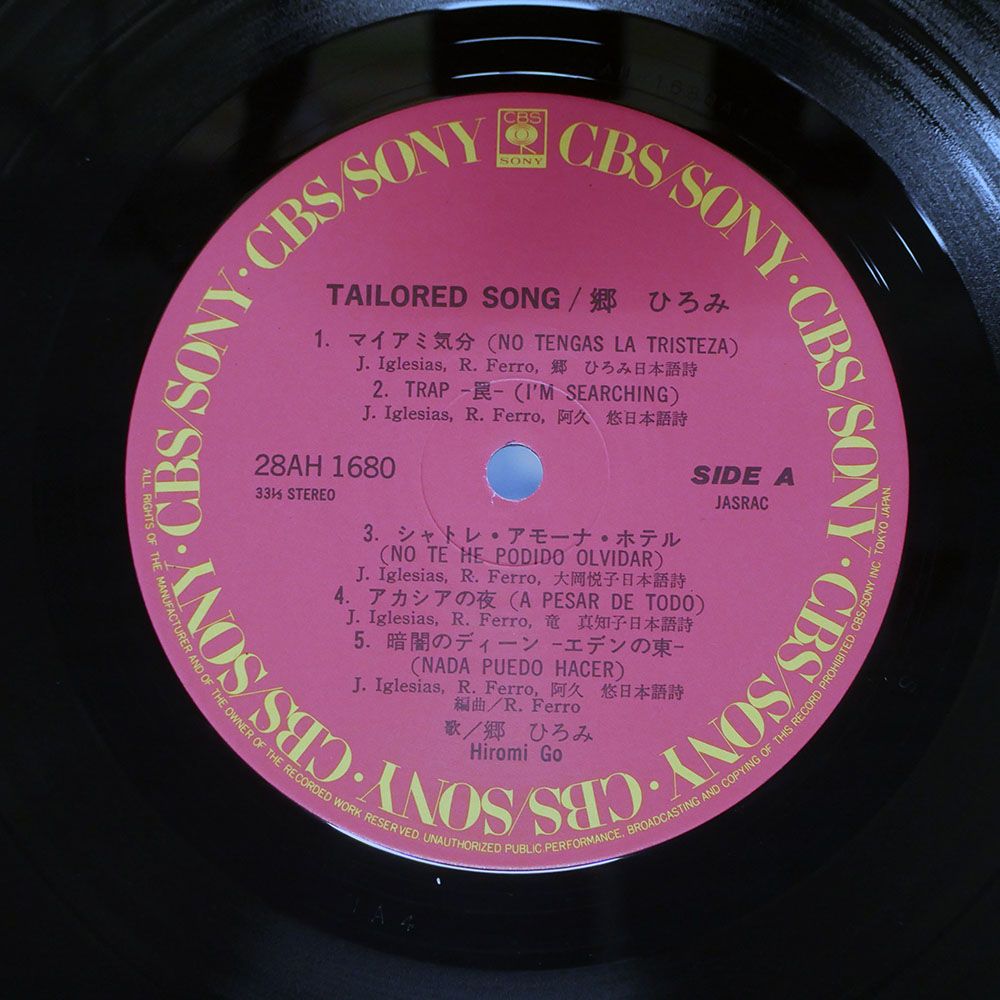 CBS
SONY
CBS/SONY · CBS/SONY · CBS/SONY · CBS/SONY · CBS/SONY · CBS/SONY · CBS/SONY · CBS/SONY
TAILORED SONG / 郷 ひろみ
1. マイアミ気分 (NO TENGAS LA TRISTEZA)
J. Iglesias, R. Ferro, 郷 ひろみ日本語詩
2. TRAP -罠- (I'M SEARCHING)
J. Iglesias, R. Ferro, 阿久 悠日本語詩
28AH 1680
33⅓ STEREO
SIDE A
JASRAC
3. シャトレ・アモーナ・ホテル
(NO TE HE PODIDO OLVIDAR)
J. Iglesias, R. Ferro, 大岡悦子日本語詩
4. アカシアの夜 (A PESAR DE TODO)
J. Iglesias, R. Ferro, 竜 真知子日本語詩
5. 暗闇のディーン -エデンの東-
(NADA PUEDO HACER)
J. Iglesias, R. Ferro, 阿久 悠日本語詩
編曲/R. Ferro
歌/郷 ひろみ
Hiromi Go
ALL RIGHTS OF THE MANUFACTURER AND OF THE OWNER OF THE RECORDED WORK RESERVED. UNAUTHORIZED PUBLIC PERFORMANCE, BROADCASTING AND COPYING OF THIS RECORD PROHIBITED CBS/SONY INC. TOKYO JAPAN.
1A4